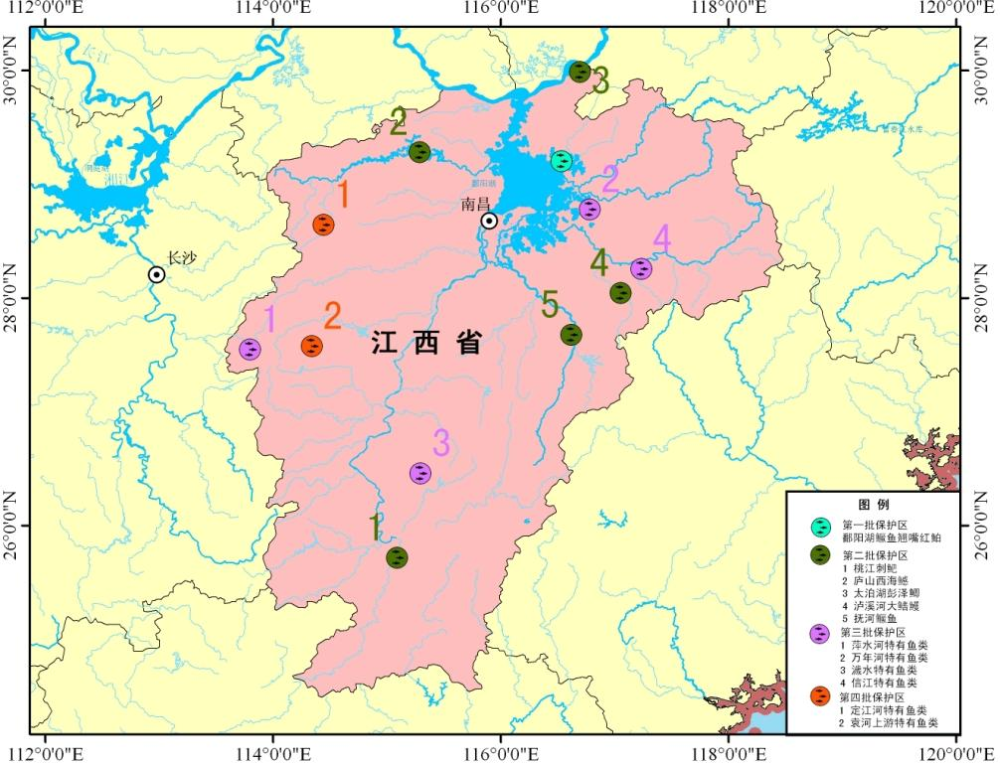 112°0'0"E 114°0'0"E 116°0'0"E 118°0'0"E 120°0'0"E
30°0'0"N
30°0'0"N
28°0'0"N
28°0'0"N
26°0'0"N
26°0'0"N
长江
3
2
洞庭湖
湘江
鄱阳湖
2
1
南昌
4
长沙
4
5
1
2
江西省
3
1
图例
第一批保护区
鄱阳湖鳜鱼翘嘴红鲌
第二批保护区
1 桃江刺鲃
2 庐山西海鳡
3 太泊湖彭泽鲫
4 泸溪河大鳍鳠
5 抚河鳜鱼
第三批保护区
1 萍水河特有鱼类
2 万年河特有鱼类
3 濊水特有鱼类
4 信江特有鱼类
第四批保护区
1 定江河特有鱼类
2 袁河上游特有鱼类
112°0'0"E 114°0'0"E 116°0'0"E 118°0'0"E 120°0'0"E